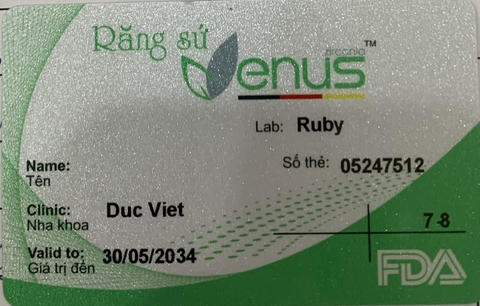 Răng sứ
Venus
zirconia
™
Lab: Ruby
Số thẻ: 05247512
Name:
Tên
Clinic: Duc Viet
Nha khoa
7-8
Valid to: 30/05/2034
Giá trị đến
FDA